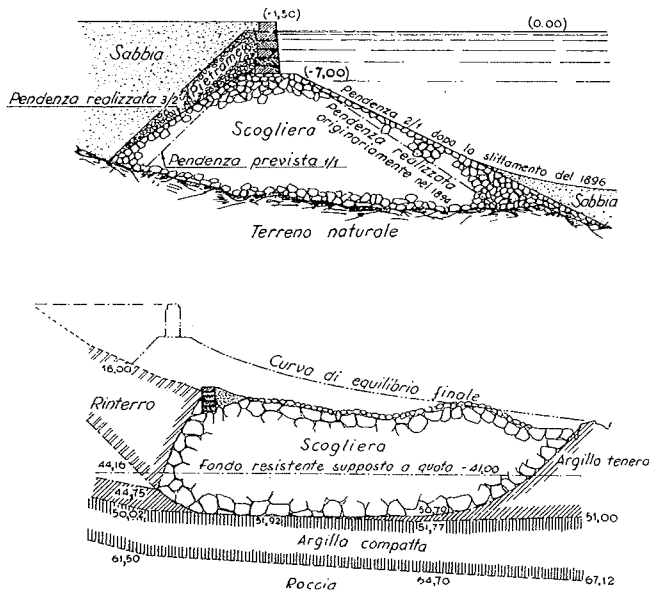 (-1,50)
(0.00)
Sabbia
(-7,00)
Pietrame
Pendenza realizzata 3/2
Pendenza 2/1 dopo lo slittamento del 1896
Scogliera
Pendenza realizzata
originariamente nel 1894
Pendenza prevista 1/1
Sabbia
Terreno naturale
Curva di equilibrio finale
16,00
Rinterro
Scogliera
Argilla tenera
44,16
Fondo resistente supposto a quota - 41,00
44,75
50,02
51,92
50,79
51,77
51,00
Argilla compatta
61,50
64,70
67,12
Roccia